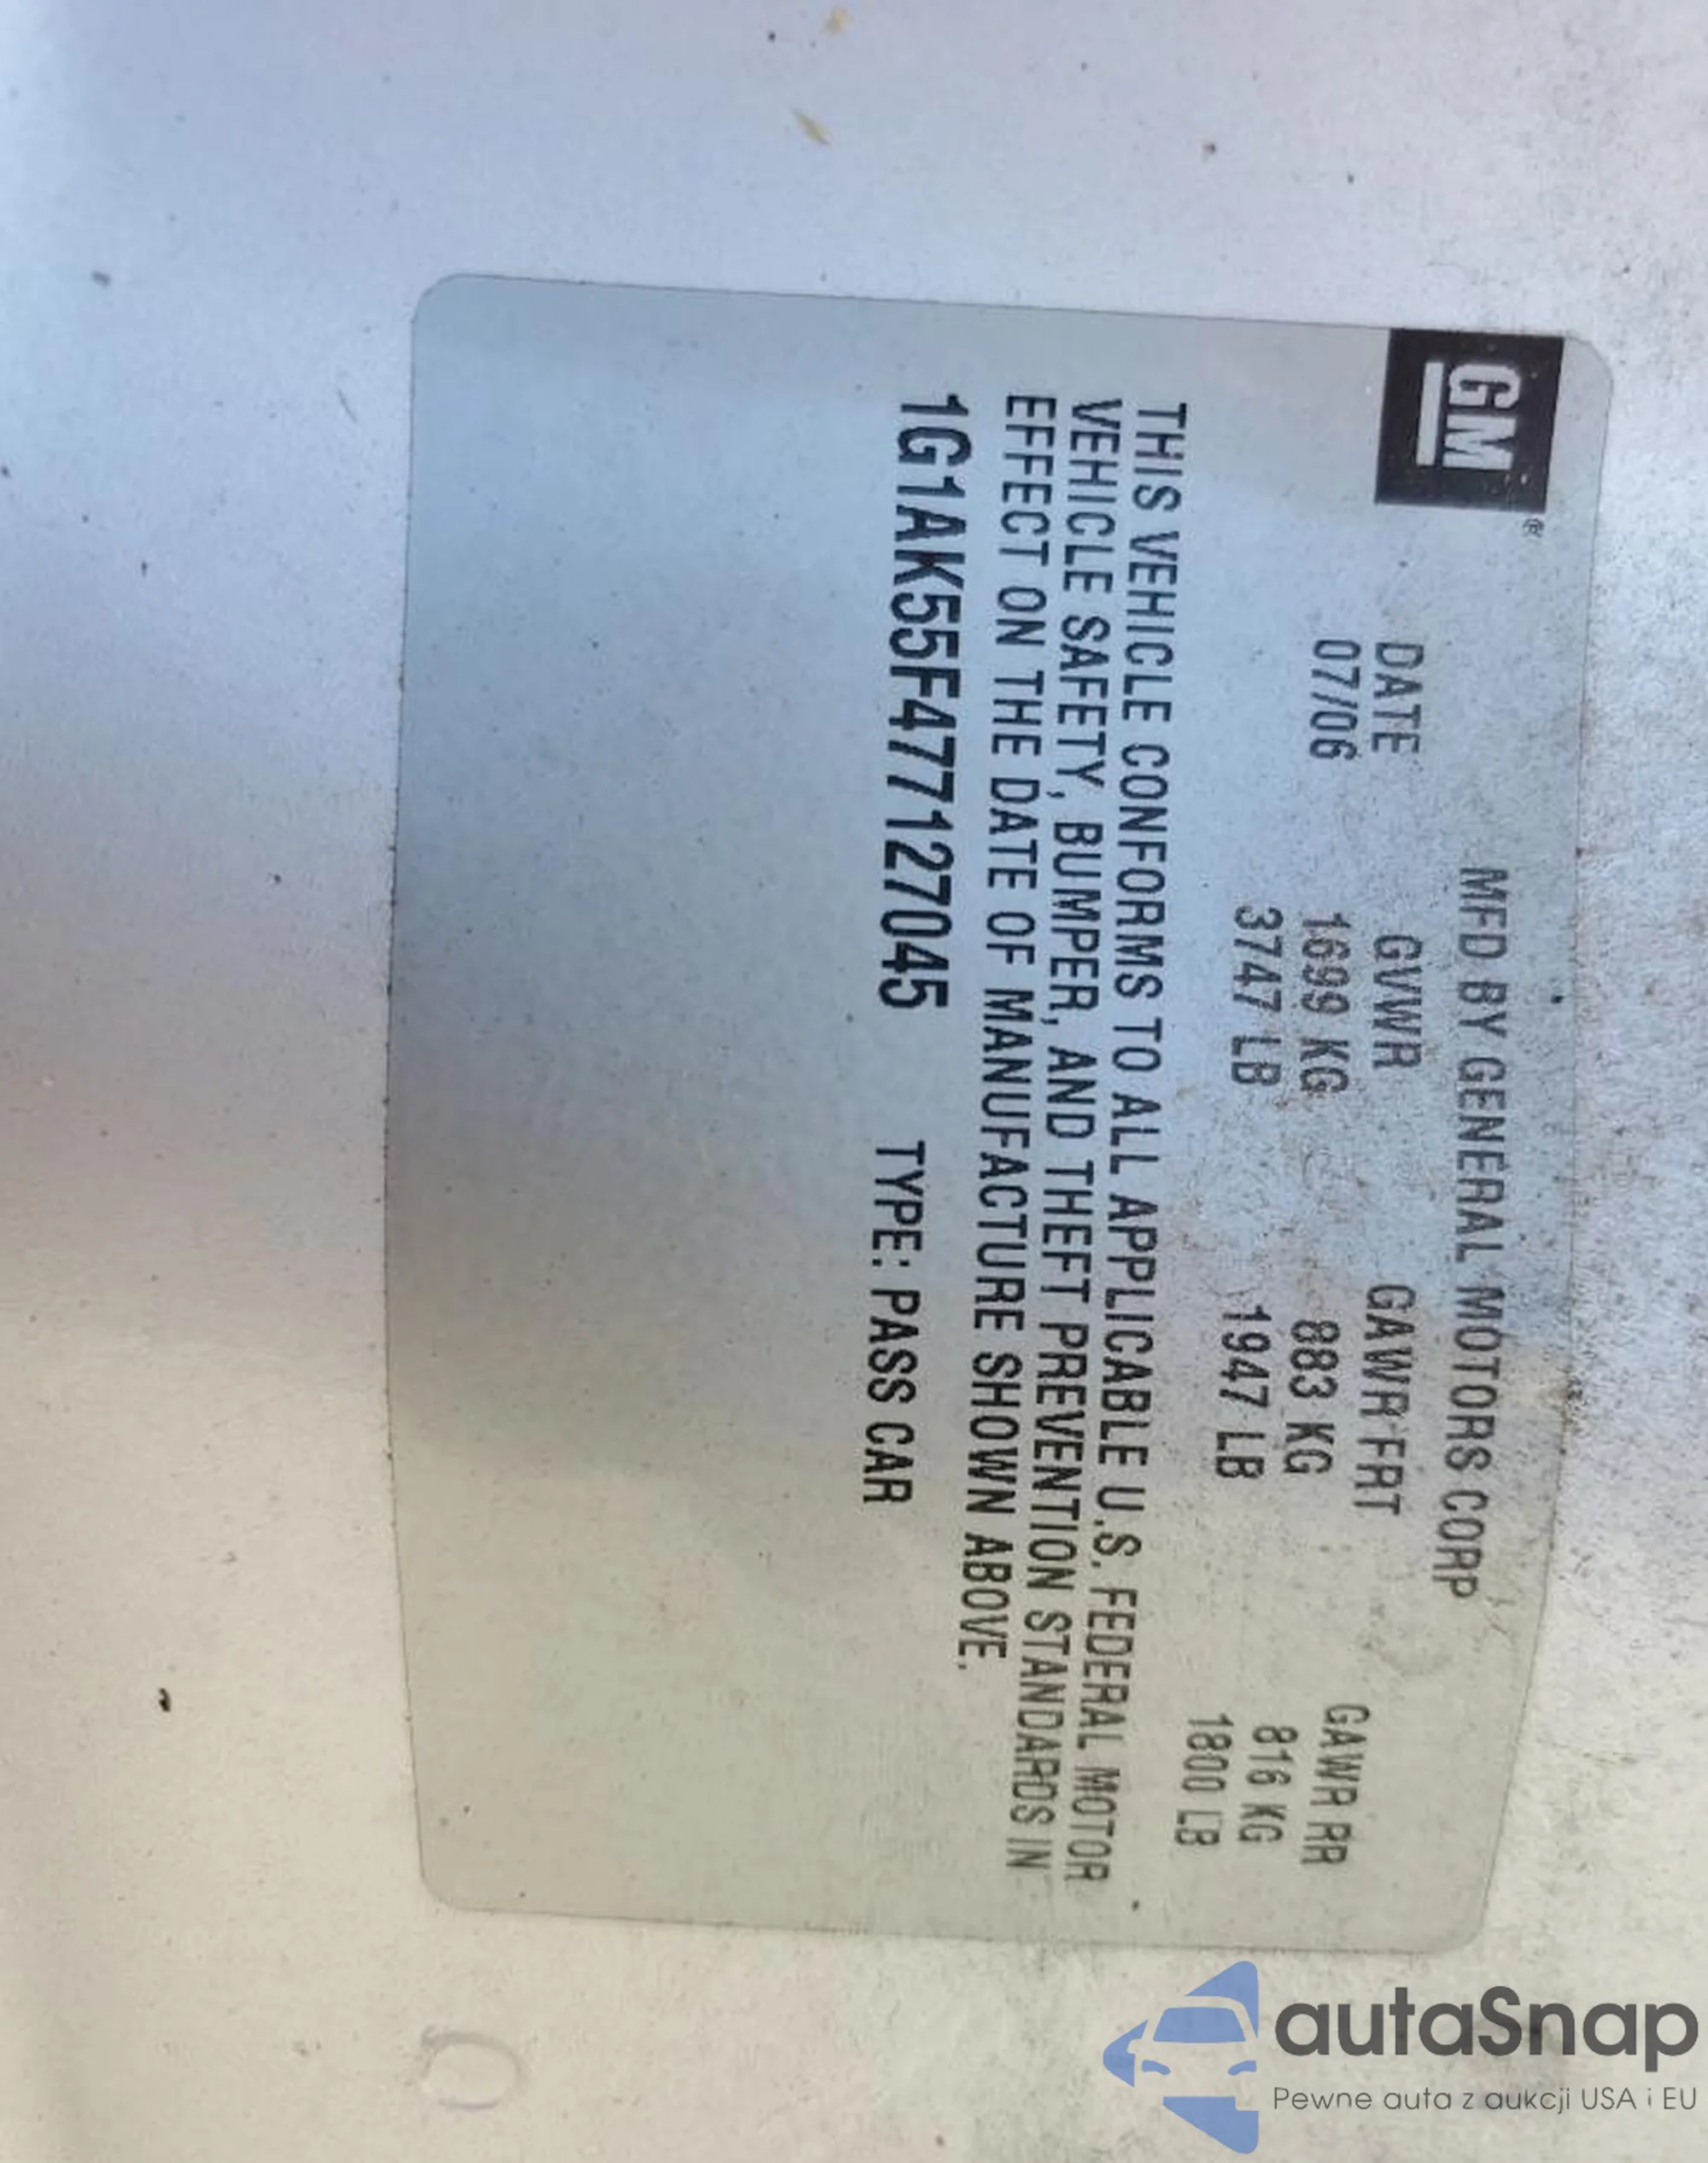 GM®
MFD BY GENERAL MOTORS CORP
DATE GVWR GAWR FRT GAWR RR
07/06 1699 KG 883 KG 816 KG
3747 LB 1947 LB 1800 LB
THIS VEHICLE CONFORMS TO ALL APPLICABLE U.S. FEDERAL MOTOR
VEHICLE SAFETY, BUMPER, AND THEFT PREVENTION STANDARDS IN
EFFECT ON THE DATE OF MANUFACTURE SHOWN ABOVE.
1G1AK55F477127045 TYPE: PASS CAR
autaSnap
Pewne auta z aukcji USA i EU